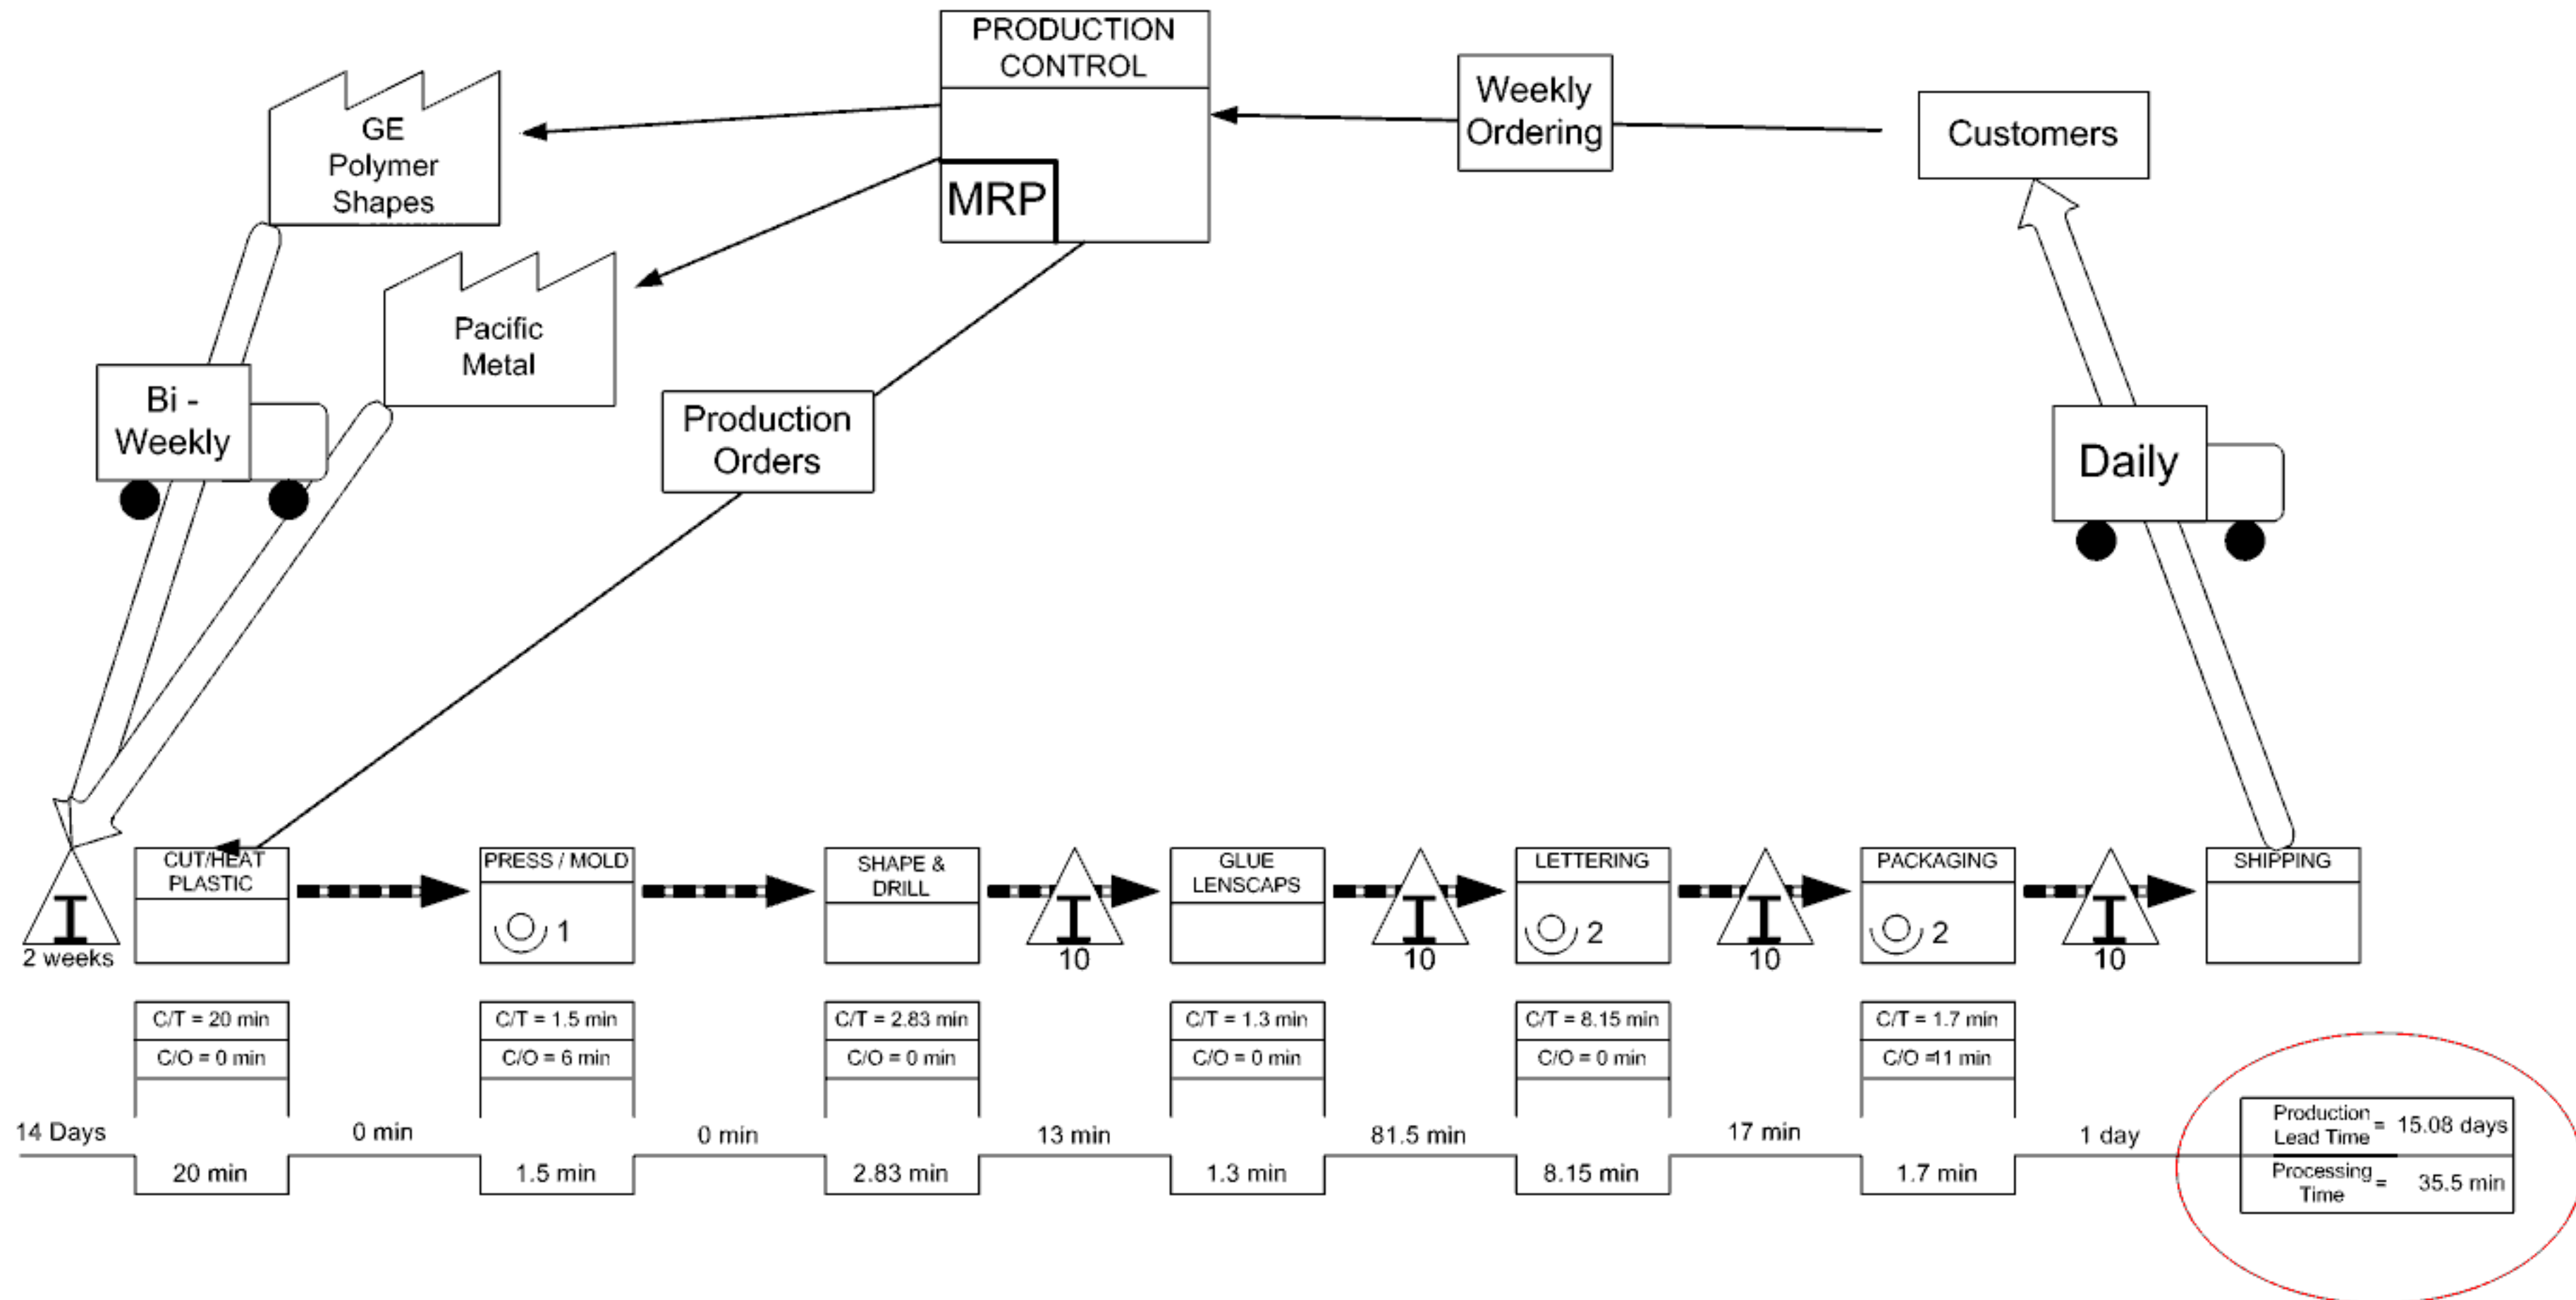 PRODUCTION
CONTROL
MRP
Weekly
Ordering
Customers
GE
Polymer
Shapes
Pacific
Metal
Bi -
Weekly
Production
Orders
Daily
2 weeks
CUT/HEAT
PLASTIC
PRESS / MOLD
1
SHAPE &
DRILL
I
10
GLUE
LENSCAPS
I
10
LETTERING
2
I
10
PACKAGING
2
I
10
SHIPPING
I
C/T = 20 min
C/O = 0 min
C/T = 1.5 min
C/O = 6 min
C/T = 2.83 min
C/O = 0 min
C/T = 1.3 min
C/O = 0 min
C/T = 8.15 min
C/O = 0 min
C/T = 1.7 min
C/O =11 min
14 Days
20 min
0 min
1.5 min
0 min
2.83 min
13 min
1.3 min
81.5 min
8.15 min
17 min
1.7 min
1 day
Production
Lead Time = 15.08 days
Processing
Time = 35.5 min